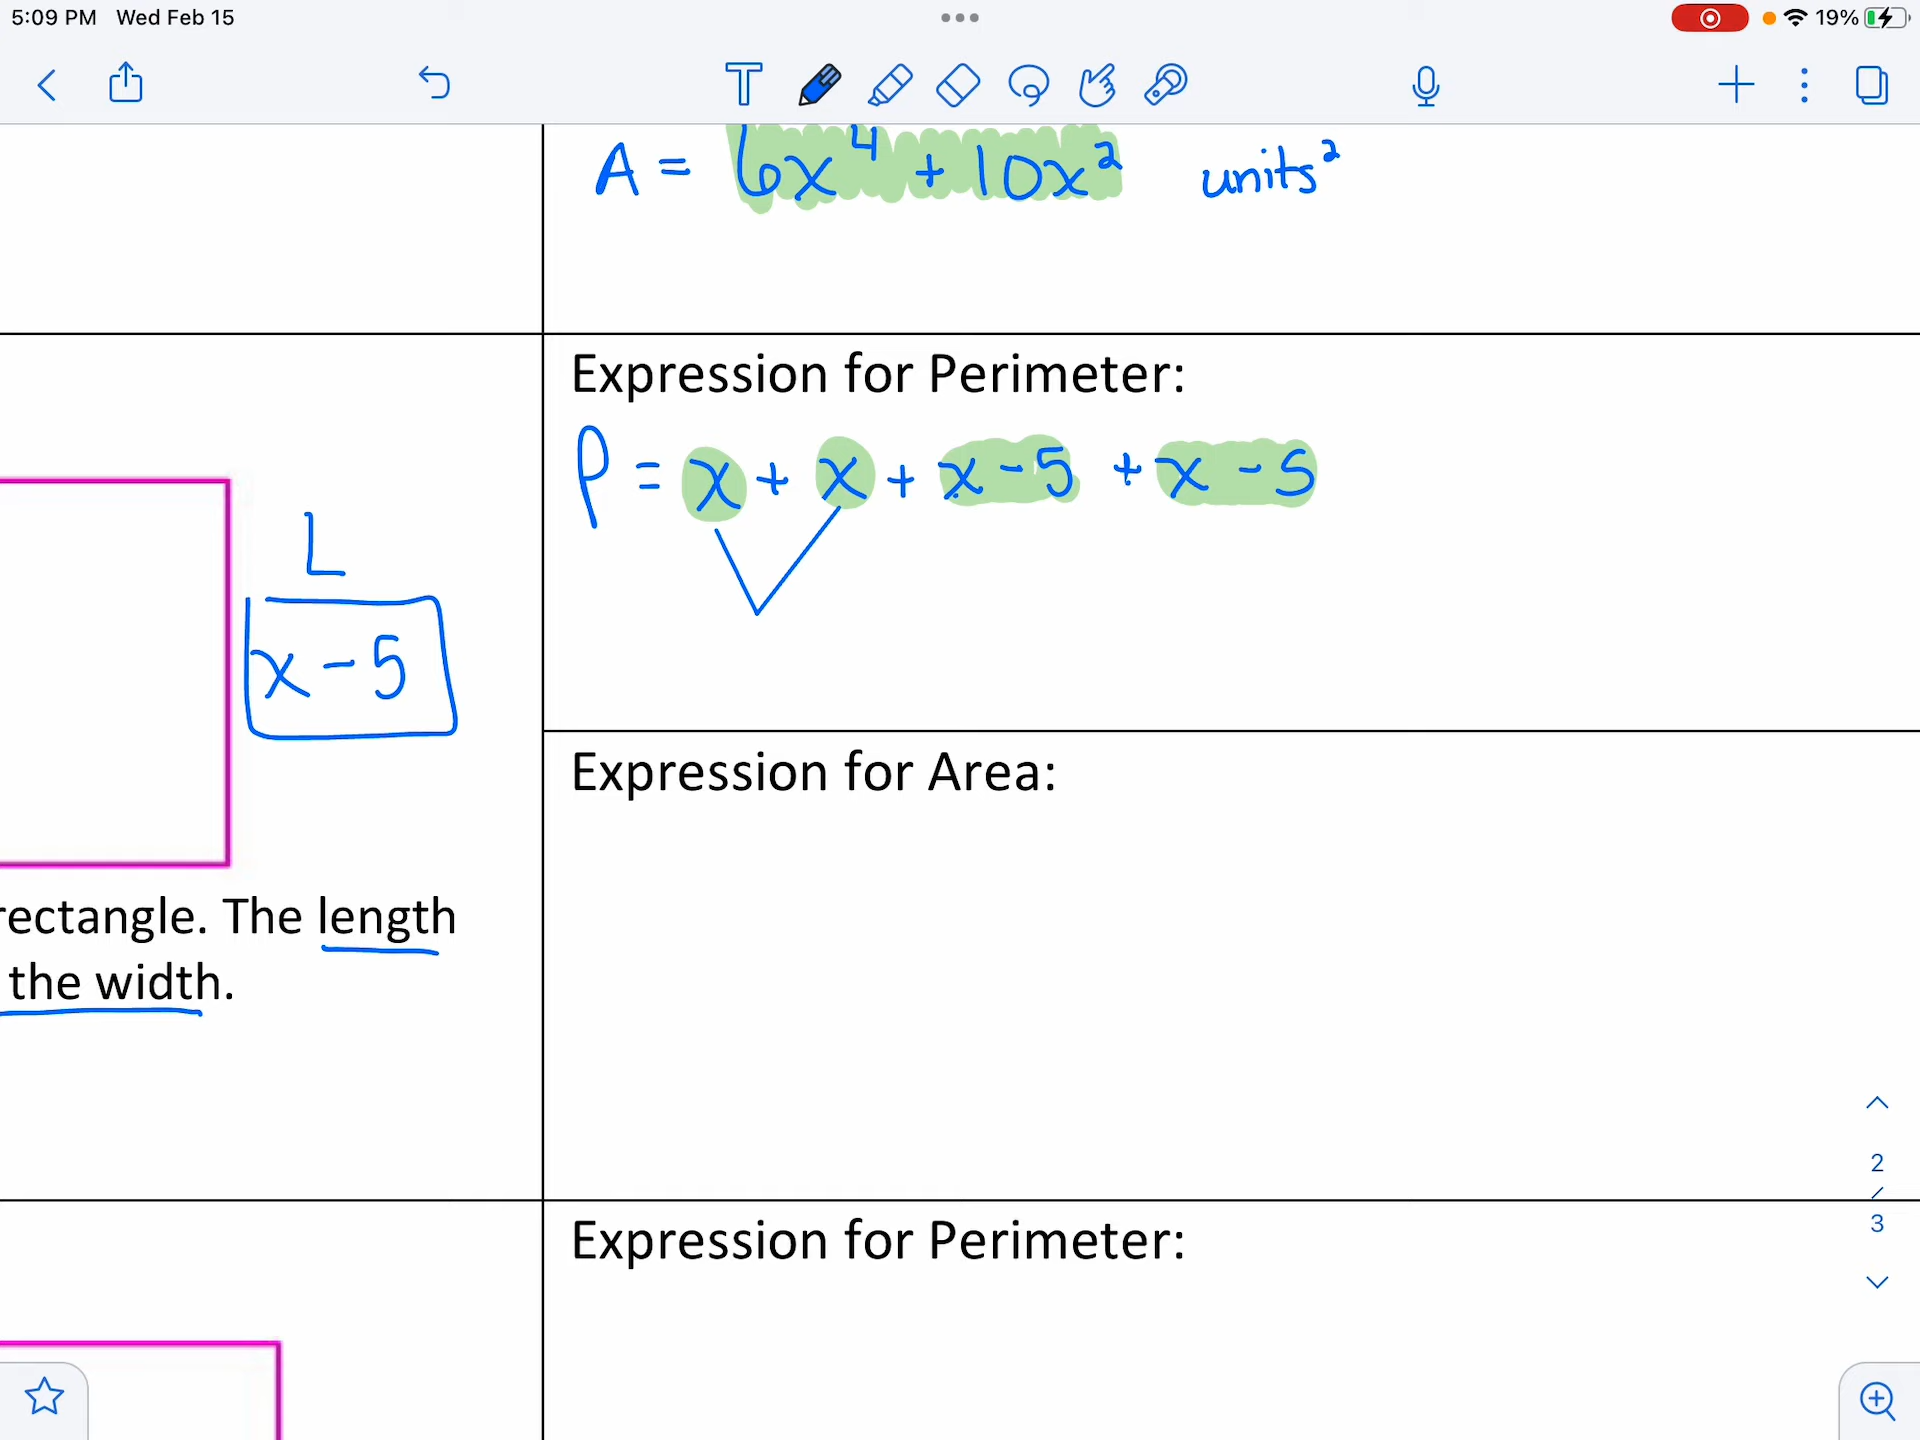 5:09 PM Wed Feb 15
19%
T
A = 6x⁴ + 10x² units²
Expression for Perimeter:
P = x + x + x - 5 + x - 5
L
x - 5
Expression for Area:
rectangle. The length
the width.
2
/
3
Expression for Perimeter: